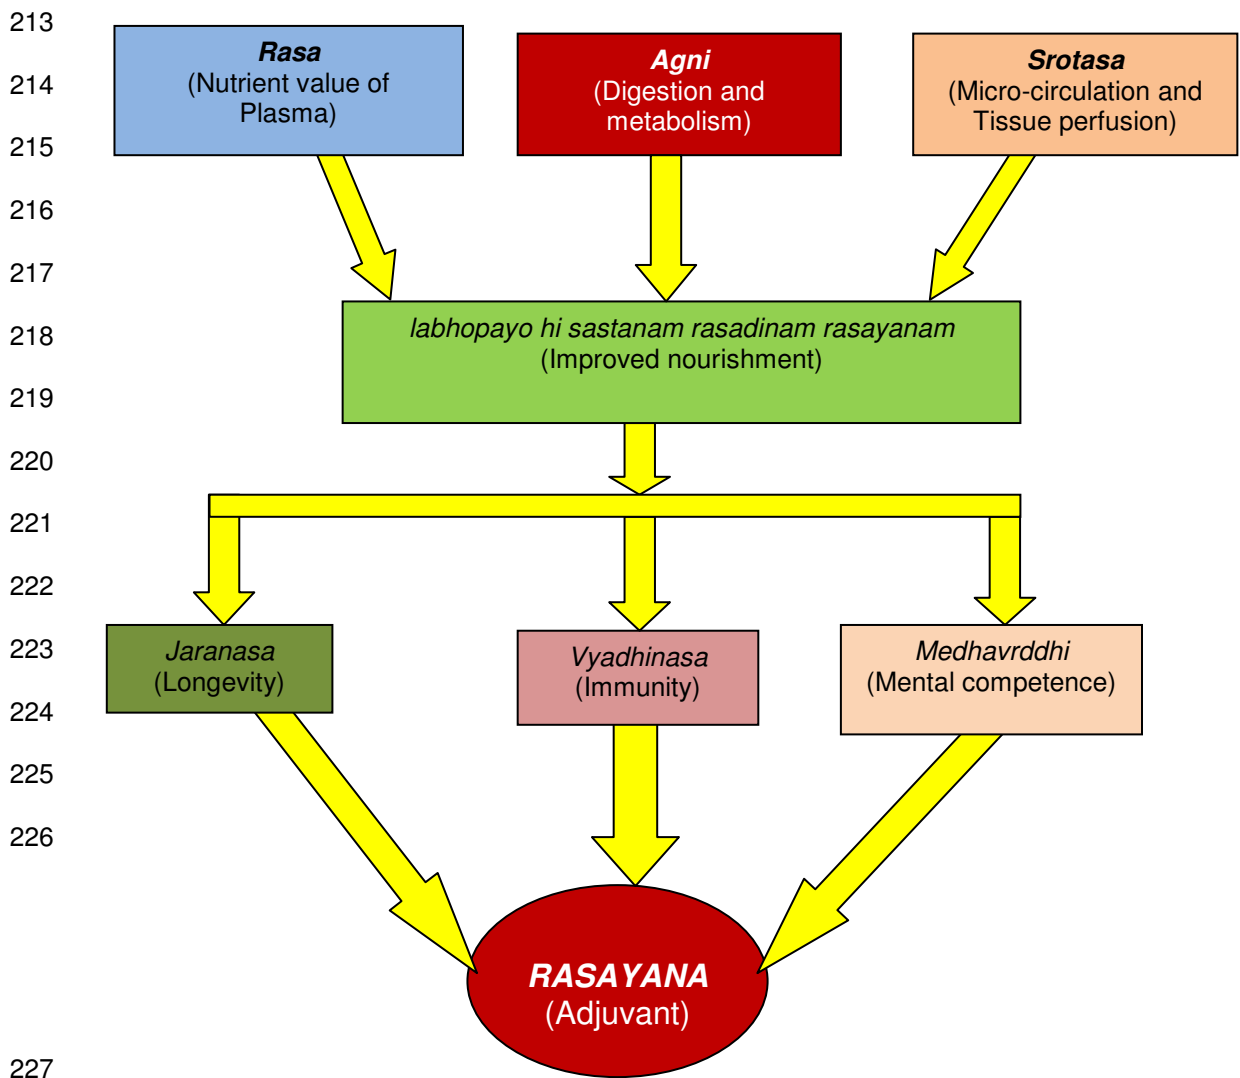 213
Rasa
(Nutrient value of
Plasma)
Agni
(Digestion and
metabolism)
Srotasa
(Micro-circulation and
Tissue perfusion)
214
215
216
217
labhopayo hi sastanam rasadinam rasayanam
(Improved nourishment)
218
219
220
221
222
Jaranasa
(Longevity)
Vyadhinasa
(Immunity)
Medhavrddhi
(Mental competence)
223
224
225
226
RASAYANA
(Adjuvant)
227